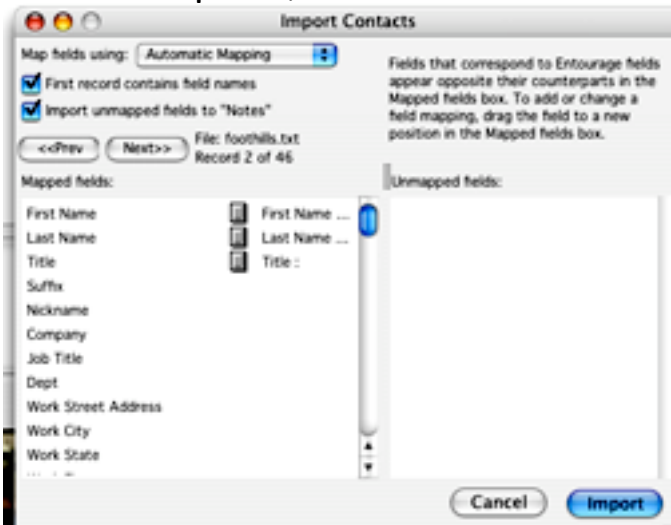 Import Contacts
Map fields using: Automatic Mapping
First record contains field names
Import unmapped fields to "Notes"
<<Prev Next>> File: foothills.txt
Record 2 of 46
Fields that correspond to Entourage fields
appear opposite their counterparts in the
Mapped fields box. To add or change a
field mapping, drag the field to a new
position in the Mapped fields box.
Mapped fields:
First Name First Name ...
Last Name Last Name ...
Title Title :
Suffix
Nickname
Company
Job Title
Dept
Work Street Address
Work City
Work State
Unmapped fields:
Cancel Import